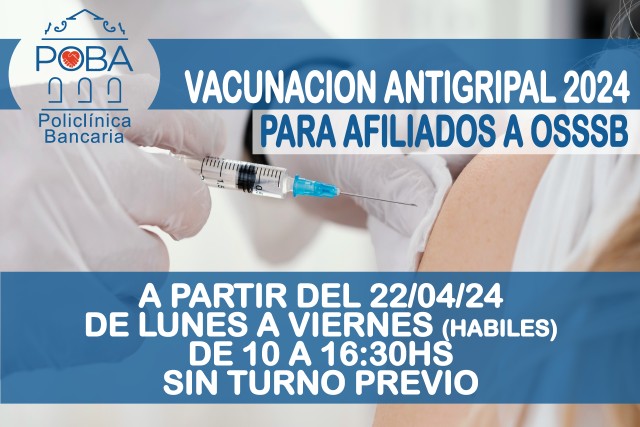 POBA
Policlínica
Bancaria
VACUNACION ANTIGRIPAL 2024
PARA AFILIADOS A OSSSB
A PARTIR DEL 22/04/24
DE LUNES A VIERNES (HABILES)
DE 10 A 16:30HS
SIN TURNO PREVIO